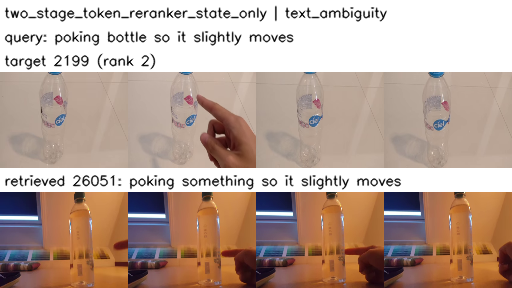 two_stage_token_reranker_state_only | text_ambiguity
query: poking bottle so it slightly moves
target 2199 (rank 2)
retrieved 26051: poking something so it slightly moves